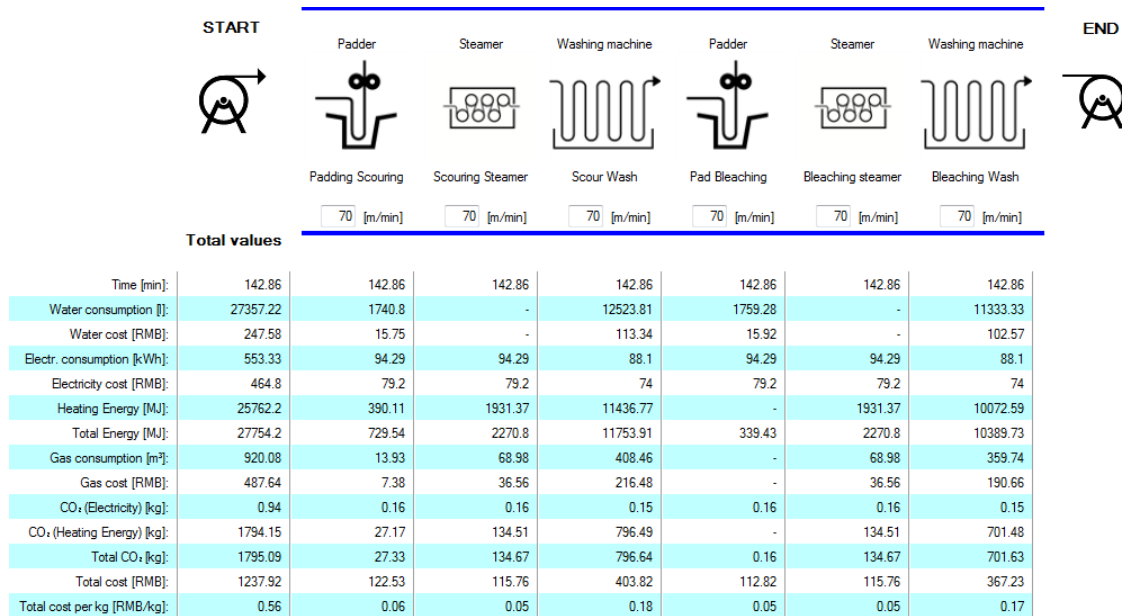 START
END
Padder Steamer Washing machine Padder Steamer Washing machine
Padding Scouring Scouring Steamer Scour Wash Pad Bleaching Bleaching steamer Bleaching Wash
70 [m/min] 70 [m/min] 70 [m/min] 70 [m/min] 70 [m/min] 70 [m/min]
Total values
Time [min]: 142.86 142.86 142.86 142.86 142.86 142.86 142.86
Water consumption [l]: 27357.22 1740.8 - 12523.81 1759.28 - 11333.33
Water cost [RMB]: 247.58 15.75 - 113.34 15.92 - 102.57
Electr. consumption [kWh]: 553.33 94.29 94.29 88.1 94.29 94.29 88.1
Electricity cost [RMB]: 464.8 79.2 79.2 74 79.2 79.2 74
Heating Energy [MJ]: 25762.2 390.11 1931.37 11436.77 - 1931.37 10072.59
Total Energy [MJ]: 27754.2 729.54 2270.8 11753.91 339.43 2270.8 10389.73
Gas consumption [m³]: 920.08 13.93 68.98 408.46 - 68.98 359.74
Gas cost [RMB]: 487.64 7.38 36.56 216.48 - 36.56 190.66
CO₂ (Electricity) [kg]: 0.94 0.16 0.16 0.15 0.16 0.16 0.15
CO₂ (Heating Energy) [kg]: 1794.15 27.17 134.51 796.49 - 134.51 701.48
Total CO₂ [kg]: 1795.09 27.33 134.67 796.64 0.16 134.67 701.63
Total cost [RMB]: 1237.92 122.53 115.76 403.82 112.82 115.76 367.23
Total cost per kg [RMB/kg]: 0.56 0.06 0.05 0.18 0.05 0.05 0.17